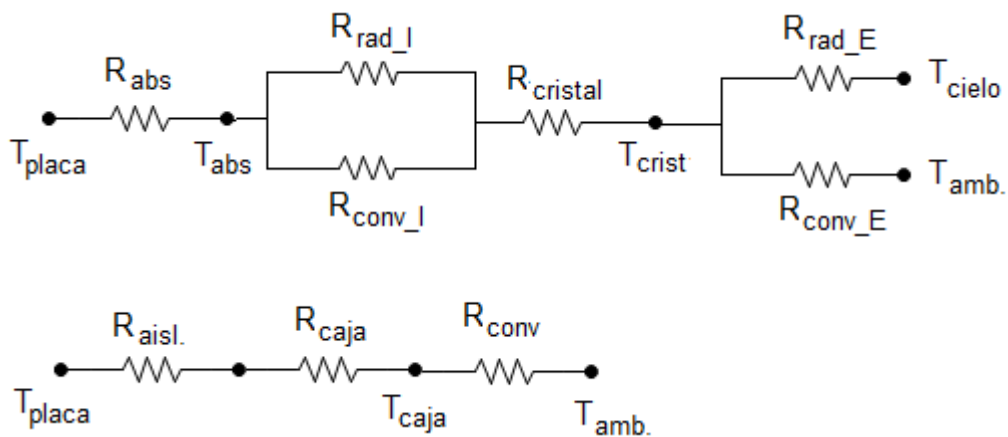 R_rad_I
R_rad_E
R_abs
R_cristal
T_cielo
T_placa
T_abs
T_crist
T_amb.
R_conv_I
R_conv_E
R_aisl.
R_caja
R_conv
T_placa
T_caja
T_amb.